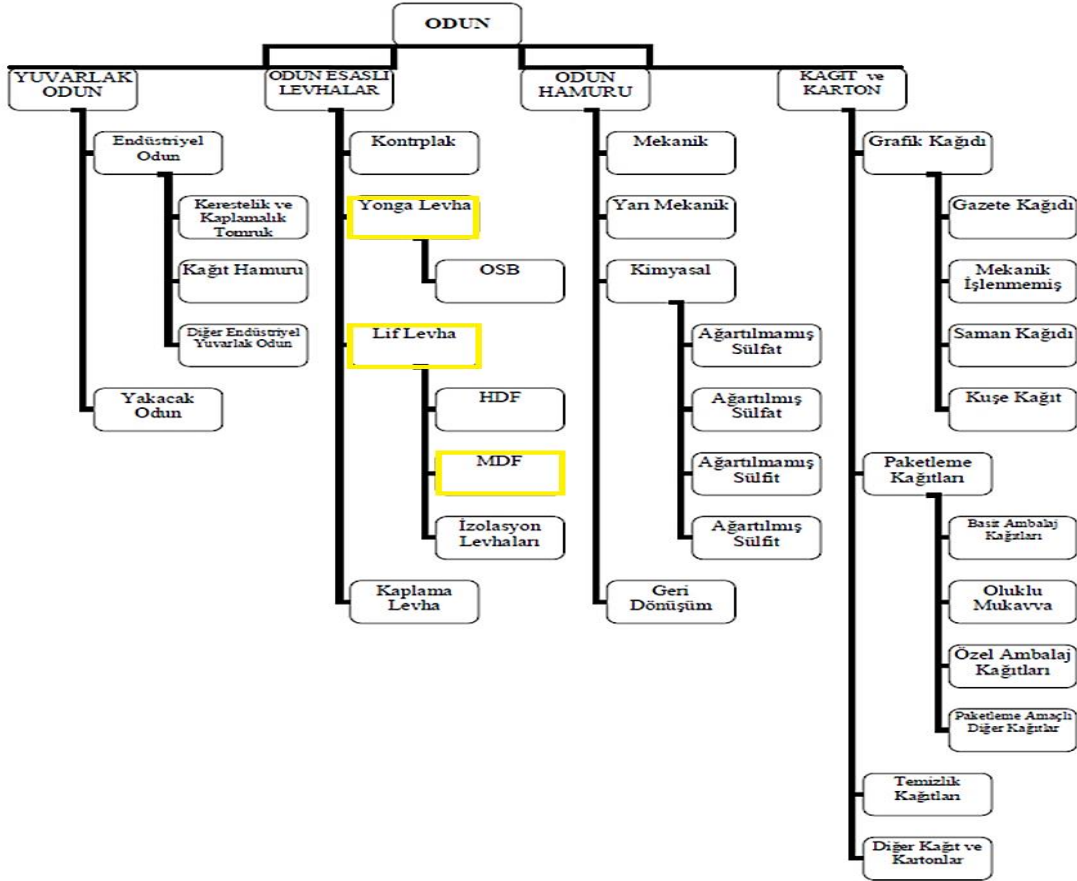 ODUN
YUVARLAK
ODUN
Endüstriyel
Odun
Kerestelik ve
Kaplamalık
Tomruk
Kağıt Hamuru
Diğer Endüstriyel
Yuvarlak Odun
Yakacak
Odun
ODUN ESASLI
LEVHALAR
Kontrplak
Yonga Levha
OSB
Lif Levha
HDF
MDF
İzolasyon
Levhaları
Kaplama
Levha
ODUN
HAMURU
Mekanik
Yarı Mekanik
Kimyasal
Ağartılmamış
Sülfat
Ağartılmış
Sülfat
Ağartılmamış
Sülfit
Ağartılmış
Sülfit
Geri
Dönüşüm
KAGIT ve
KARTON
Grafik Kağıdı
Gazete Kağıdı
Mekanik
İşlenmemiş
Saman Kağıdı
Kuşe Kağıt
Paketleme
Kağıtları
Basit Ambalaj
Kağıtları
Oluklu
Mukavva
Özel Ambalaj
Kağıtları
Paketleme Amaçlı
Diğer Kağıtlar
Temizlik
Kağıtları
Diğer Kağıt ve
Kartonlar